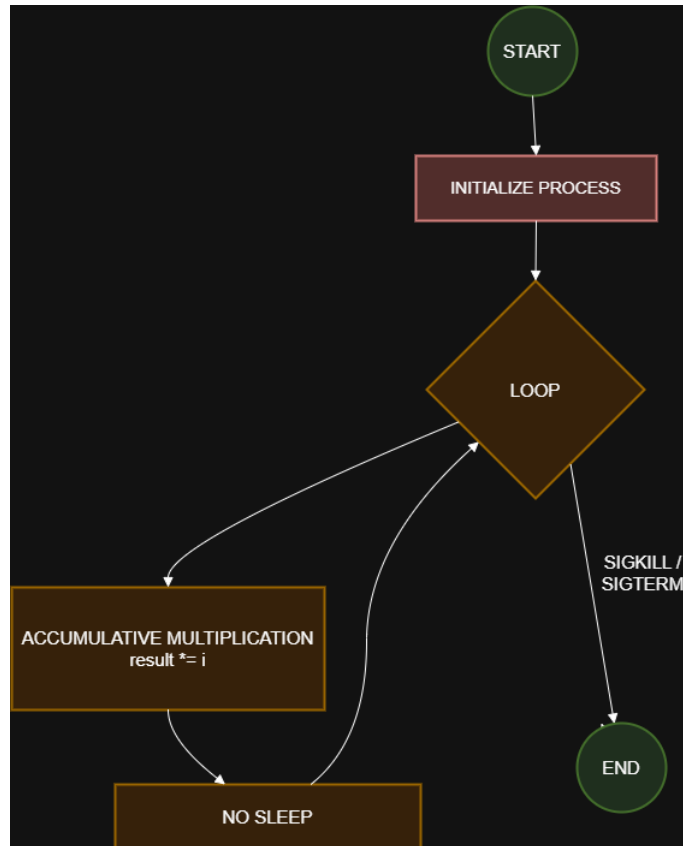 START
INITIALIZE PROCESS
LOOP
SIGKILL /
SIGTERM
ACCUMULATIVE MULTIPLICATION
result *= i
END
NO SLEEP